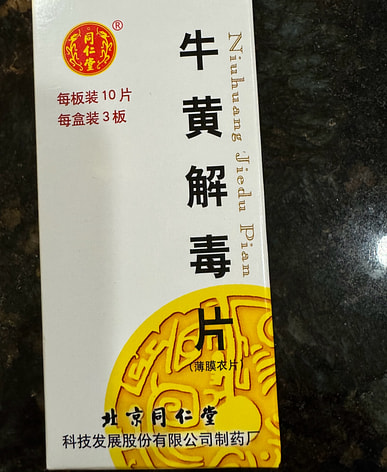 同仁堂
®
每板装10片
每盒装3板
牛黄解毒片
Niuhuang Jiedu Pian
(薄膜衣片)
北京同仁堂
科技发展股份有限公司制药厂